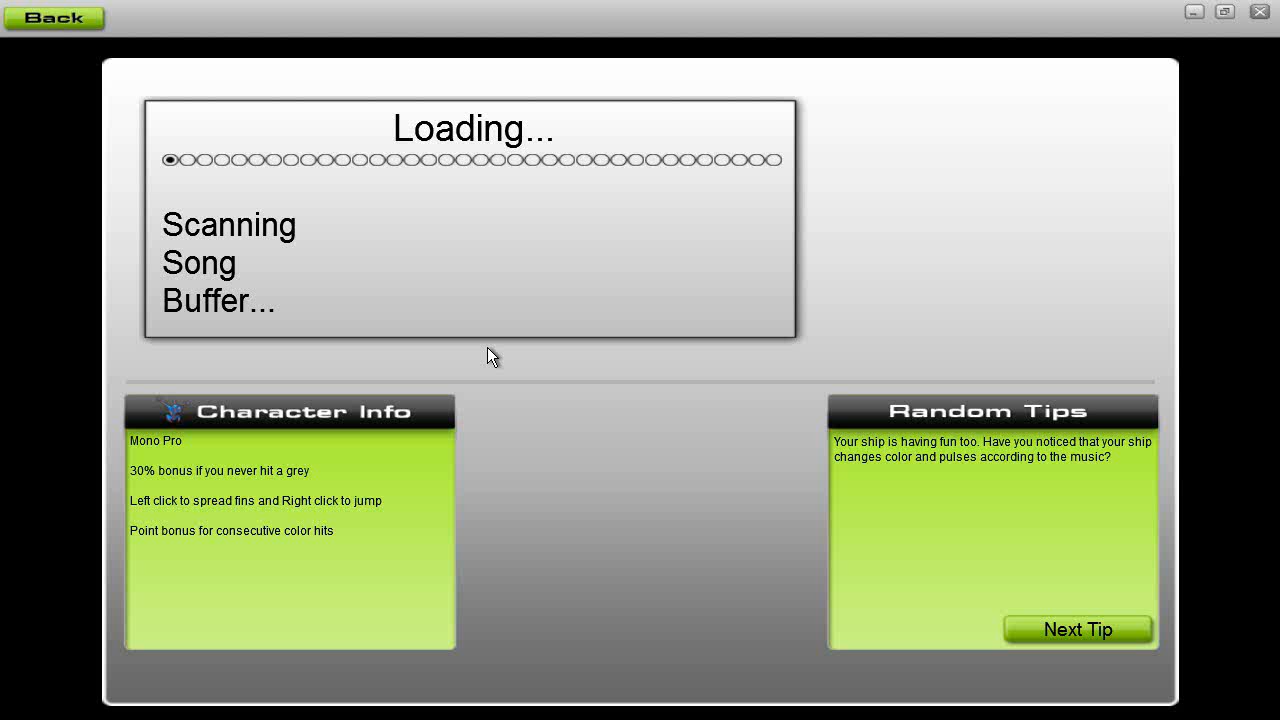 Back
Loading...
Scanning
Song
Buffer...
Character Info
Mono Pro
30% bonus if you never hit a grey
Left click to spread fins and Right click to jump
Point bonus for consecutive color hits
Random Tips
Your ship is having fun too. Have you noticed that your ship
changes color and pulses according to the music?
Next Tip